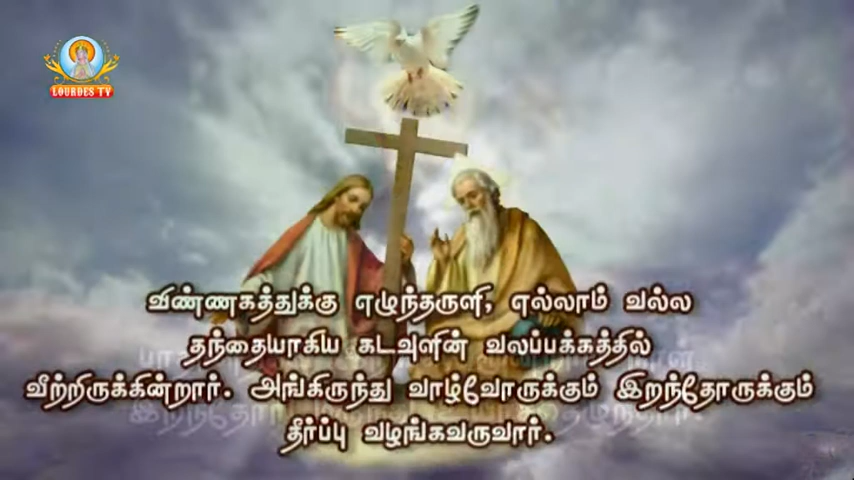 LOURDES TV
விண்ணகத்துக்கு எழுந்தருளி, எல்லாம் வல்ல
தந்தையாகிய கடவுளின் வலப்பக்கத்தில்
வீற்றிருக்கின்றார். அங்கிருந்து வாழ்வோருக்கும் இறந்தோருக்கும்
தீர்ப்பு வழங்கவருவார்.